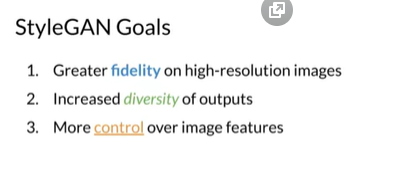 StyleGAN Goals
1. Greater fidelity on high-resolution images
2. Increased diversity of outputs
3. More control over image features